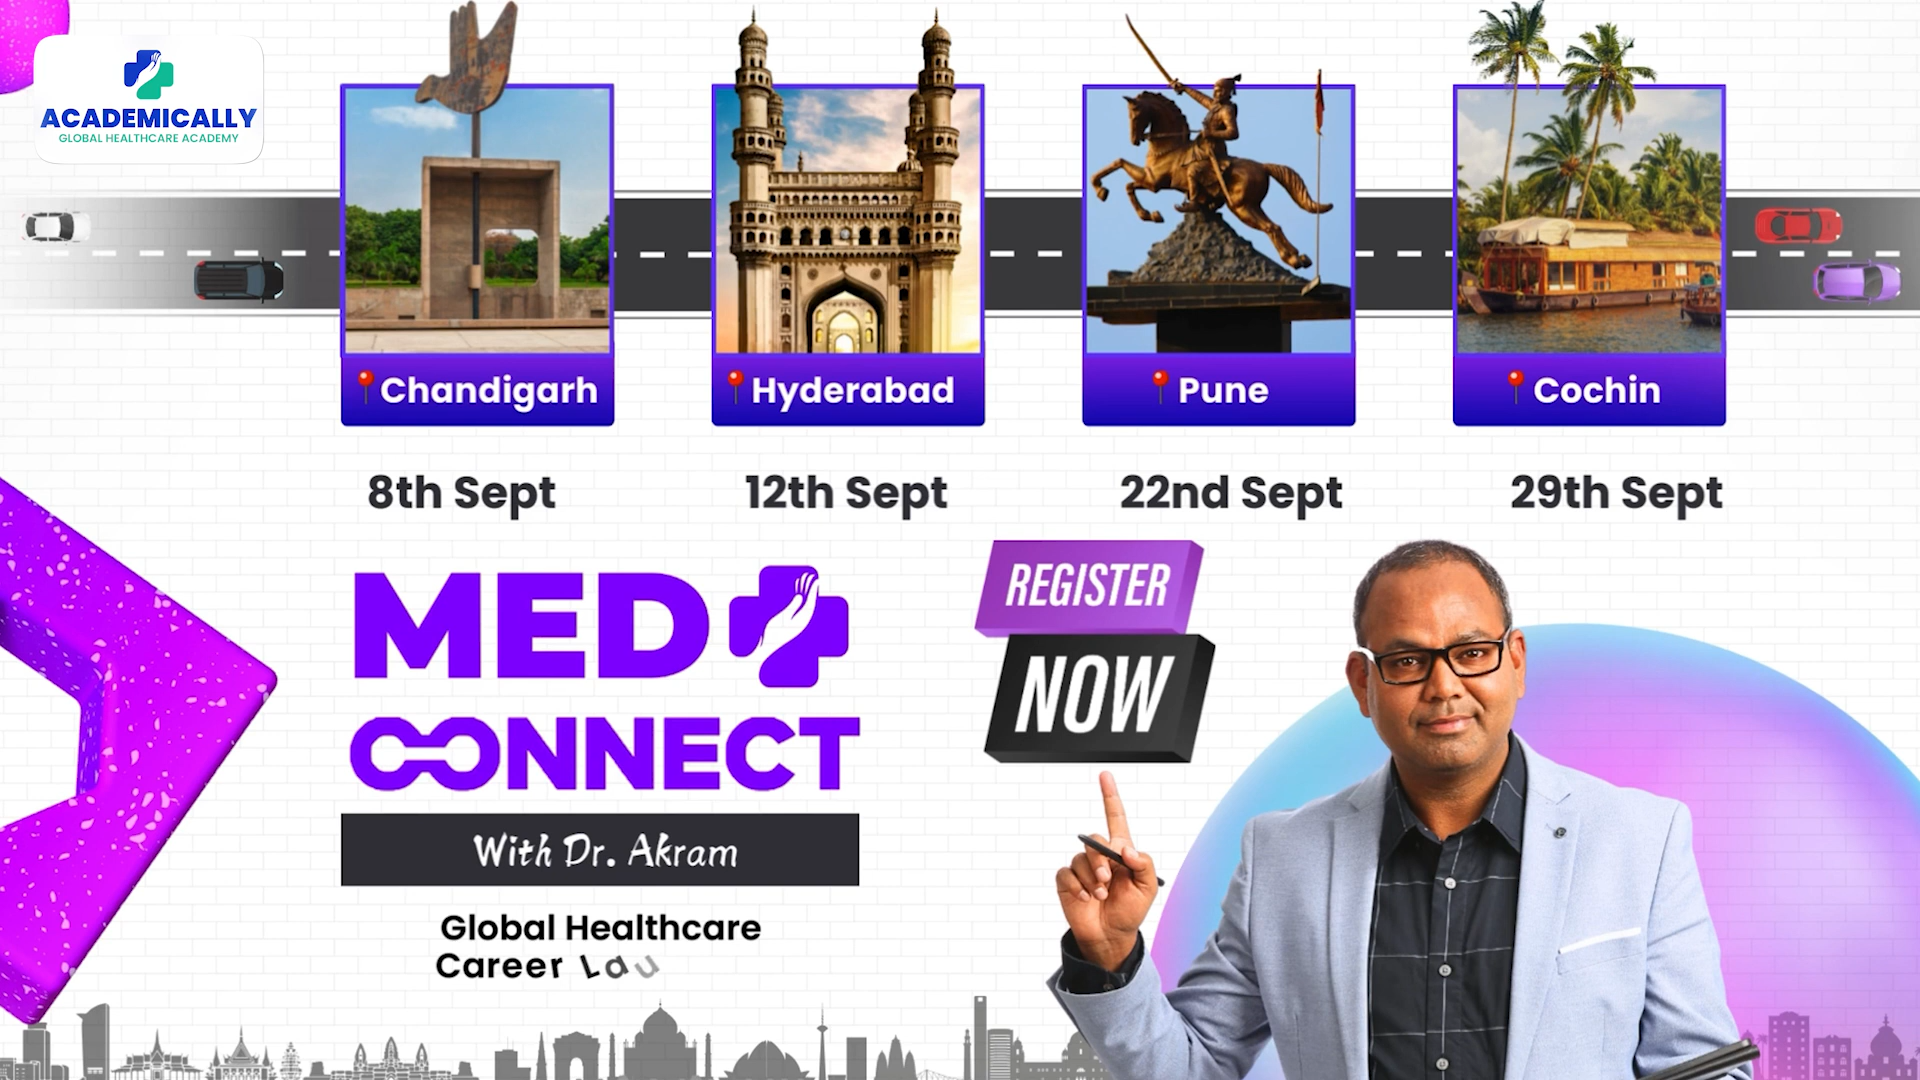 ACADEMICALLY
GLOBAL HEALTHCARE ACADEMY
Chandigarh
Hyderabad
Pune
Cochin
8th Sept
12th Sept
22nd Sept
29th Sept
MED
CONNECT
With Dr. Akram
Global Healthcare
Career Lau
REGISTER
NOW